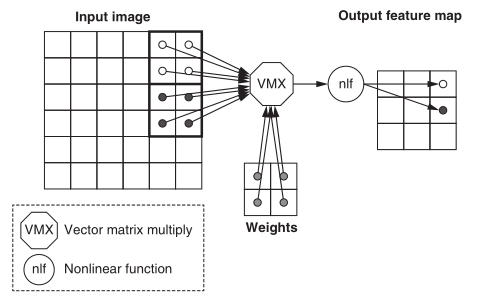 Input image
Output feature map
VMX
nlf
Weights
VMX Vector matrix multiply
nlf Nonlinear function